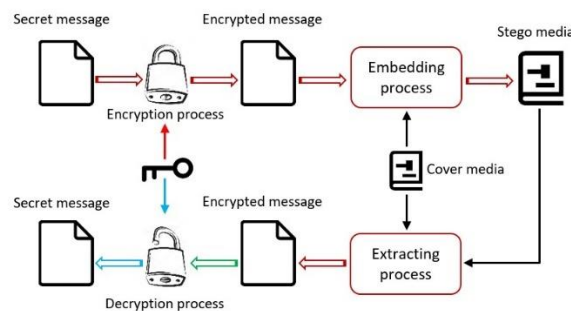 Secret message
Encrypted message
Stego media
Embedding
process
Encryption process
Cover media
Secret message
Encrypted message
Extracting
process
Decryption process